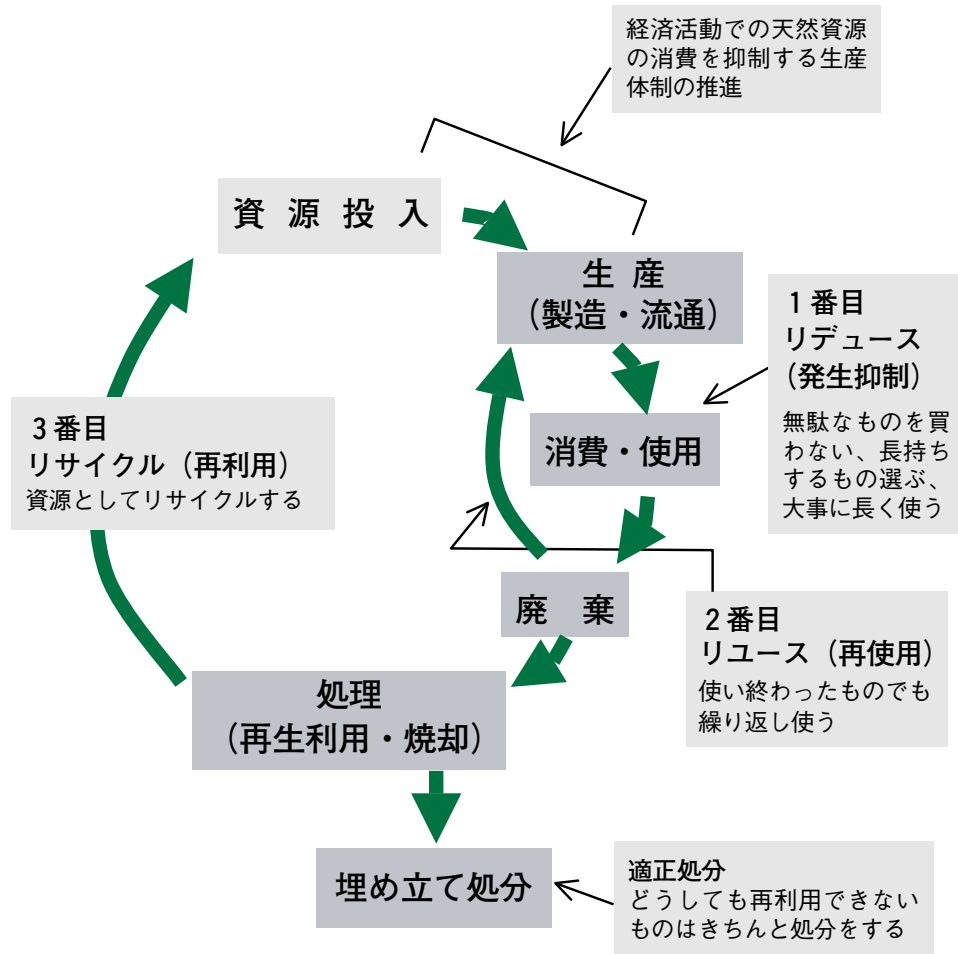 経済活動での天然資源
の消費を抑制する生産
体制の推進
資源投入
生産
（製造・流通）
１番目
リデュース
（発生抑制）
無駄なものを買
わない、長持ち
するもの選ぶ、
大事に長く使う
消費・使用
３番目
リサイクル（再利用）
資源としてリサイクルする
廃棄
２番目
リユース（再使用）
使い終わったものでも
繰り返し使う
処理
（再生利用・焼却）
埋め立て処分
適正処分
どうしても再利用できない
ものはきちんと処分をする